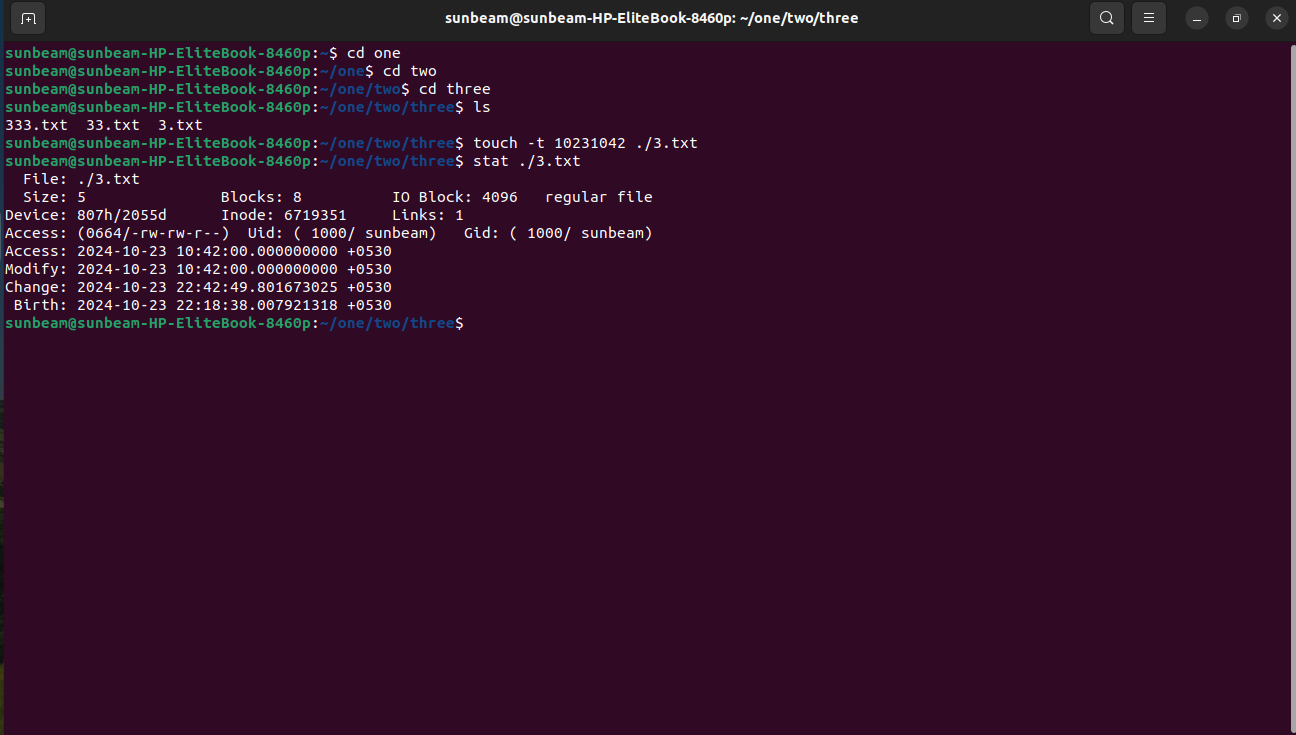 sunbeam@sunbeam-HP-EliteBook-8460p: ~/one/two/three
sunbeam@sunbeam-HP-EliteBook-8460p:~$ cd one
sunbeam@sunbeam-HP-EliteBook-8460p:~/one$ cd two
sunbeam@sunbeam-HP-EliteBook-8460p:~/one/two$ cd three
sunbeam@sunbeam-HP-EliteBook-8460p:~/one/two/three$ ls
333.txt  33.txt  3.txt
sunbeam@sunbeam-HP-EliteBook-8460p:~/one/two/three$ touch -t 10231042 ./3.txt
sunbeam@sunbeam-HP-EliteBook-8460p:~/one/two/three$ stat ./3.txt
  File: ./3.txt
  Size: 5               Blocks: 8          IO Block: 4096   regular file
Device: 807h/2055d      Inode: 6719351     Links: 1
Access: (0664/-rw-rw-r--)  Uid: ( 1000/ sunbeam)   Gid: ( 1000/ sunbeam)
Access: 2024-10-23 10:42:00.000000000 +0530
Modify: 2024-10-23 10:42:00.000000000 +0530
Change: 2024-10-23 22:42:49.801673025 +0530
 Birth: 2024-10-23 22:18:38.007921318 +0530
sunbeam@sunbeam-HP-EliteBook-8460p:~/one/two/three$